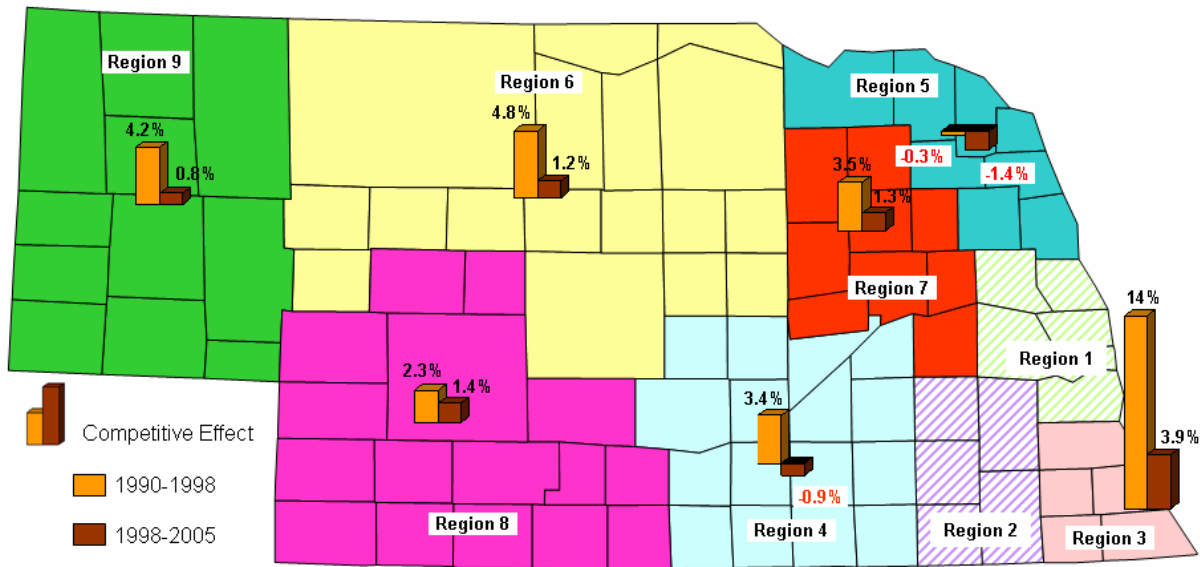 Region 9
4.2%
0.8%
Region 6
4.8%
1.2%
Region 5
-0.3%
-1.4%
3.5%
1.3%
Region 7
14%
3.9%
Region 1
2.3%
1.4%
3.4%
-0.9%
Competitive Effect
1990-1998
1998-2005
Region 8
Region 4
Region 2
Region 3